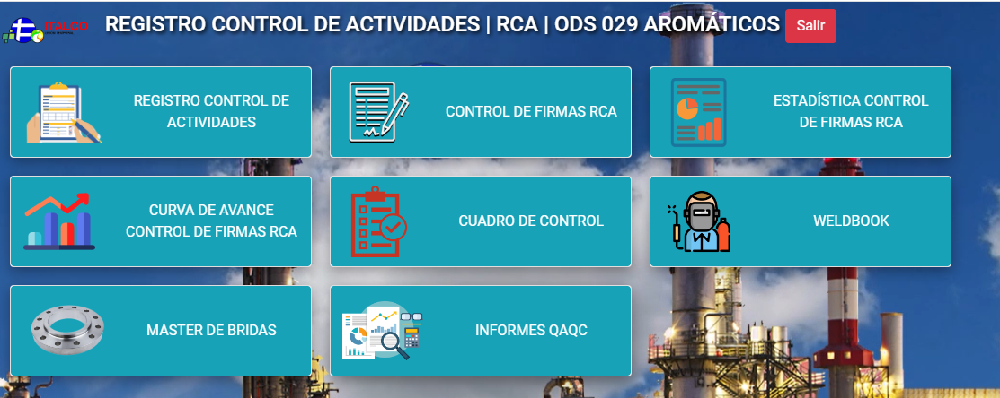 ITALCO
REGISTRO CONTROL DE ACTIVIDADES | RCA | ODS 029 AROMÁTICOS
Salir
REGISTRO CONTROL DE
ACTIVIDADES
CONTROL DE FIRMAS RCA
ESTADÍSTICA CONTROL
DE FIRMAS RCA
CURVA DE AVANCE
CONTROL DE FIRMAS RCA
CUADRO DE CONTROL
WELDBOOK
MASTER DE BRIDAS
INFORMES QAQC